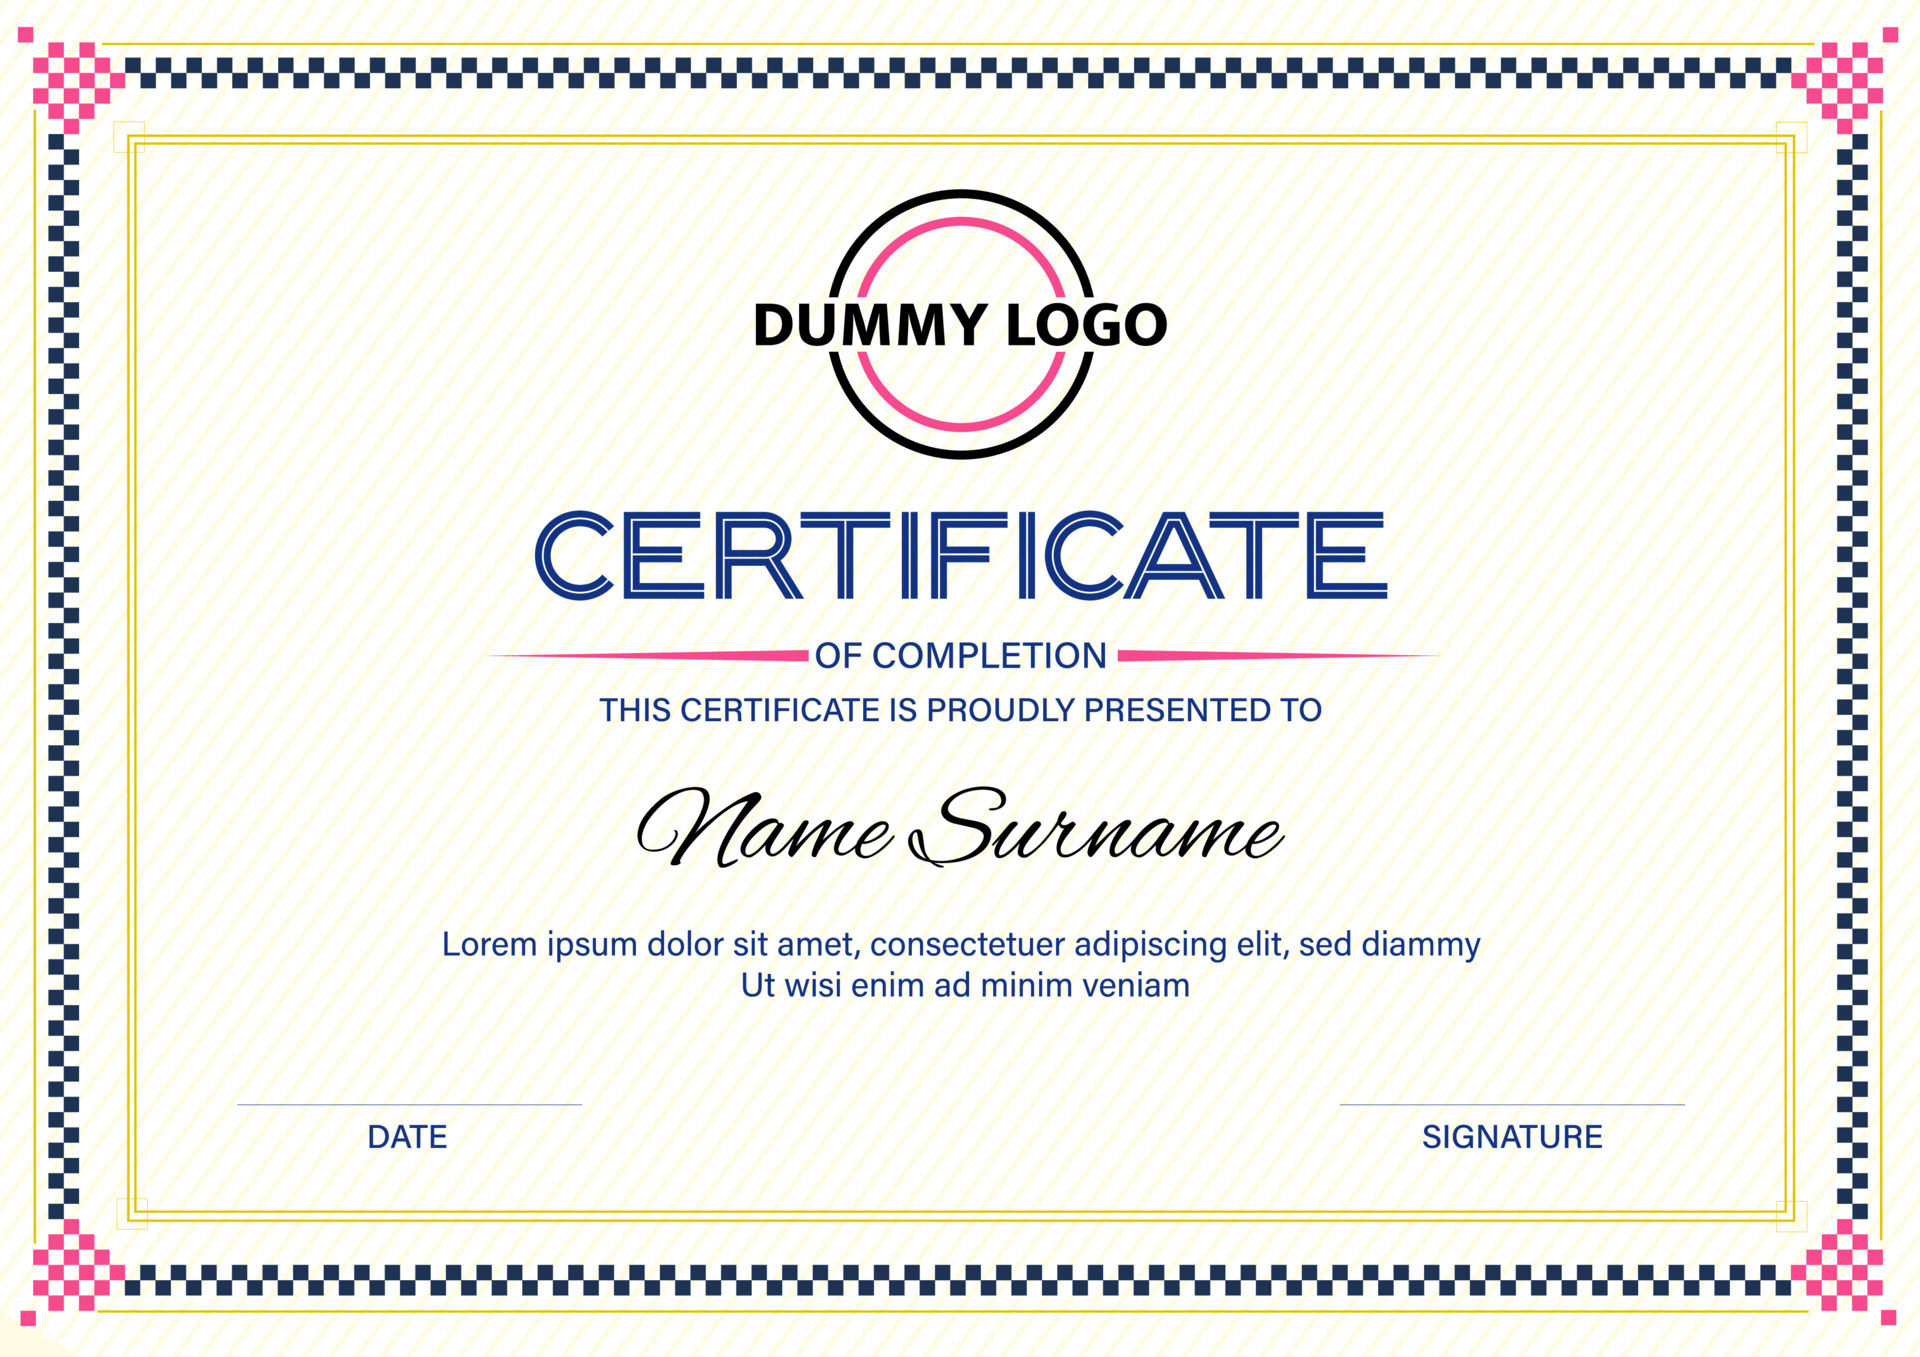 DUMMY LOGO
CERTIFICATE
OF COMPLETION
THIS CERTIFICATE IS PROUDLY PRESENTED TO
Name Surname
Lorem ipsum dolor sit amet, consectetuer adipiscing elit, sed diammy
Ut wisi enim ad minim veniam
DATE
SIGNATURE